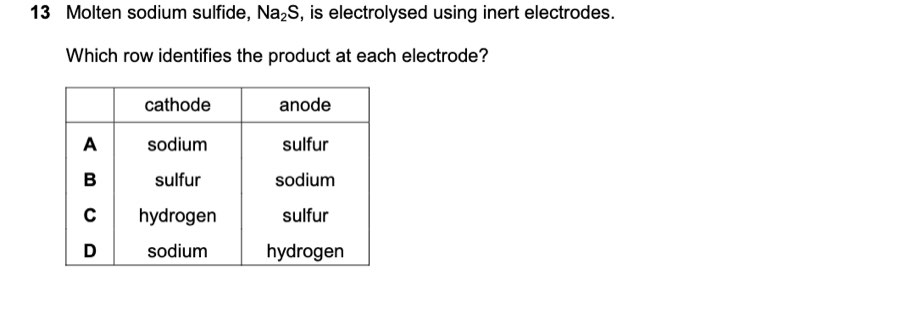 13 Molten sodium sulfide, Na₂S, is electrolysed using inert electrodes.
Which row identifies the product at each electrode?
cathode anode
A sodium sulfur
B sulfur sodium
C hydrogen sulfur
D sodium hydrogen